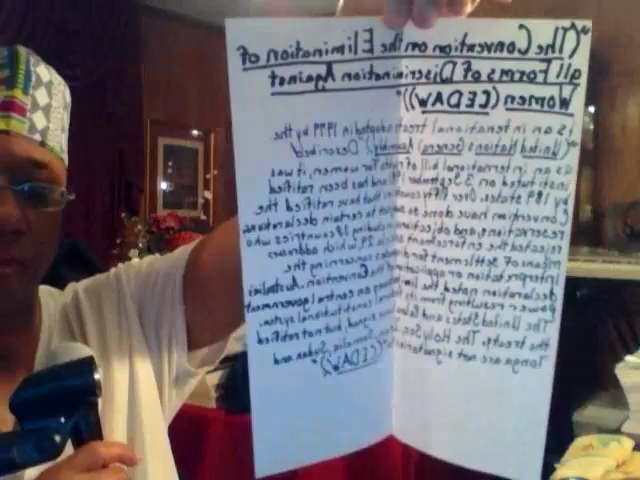 "(The Convention on the Elimination of
all Forms of Discrimination Against
Women (CEDAW))"
is an international treaty adopted in 1979 by the
"(United Nations General Assembly)." Described
as an international bill of rights for women, it was
instituted on 3 September 1981 and has been ratified
by 189 states. Over fifty countries that have ratified the
Convention have done so subject to certain declarations,
reservations, and objections, including 38 countries who
rejected the enforcement article 29, which addresses
means of settlement for disputes concerning the
interpretation or application of the Convention. Australia's
declaration noted the limitations on central government
power resulting from its federal constitutional system.
The United States and Palau have signed, but not ratified
the treaty. The Holy See, Iran, Somalia, Sudan and
Tonga are not signatories "(CEDAW)."